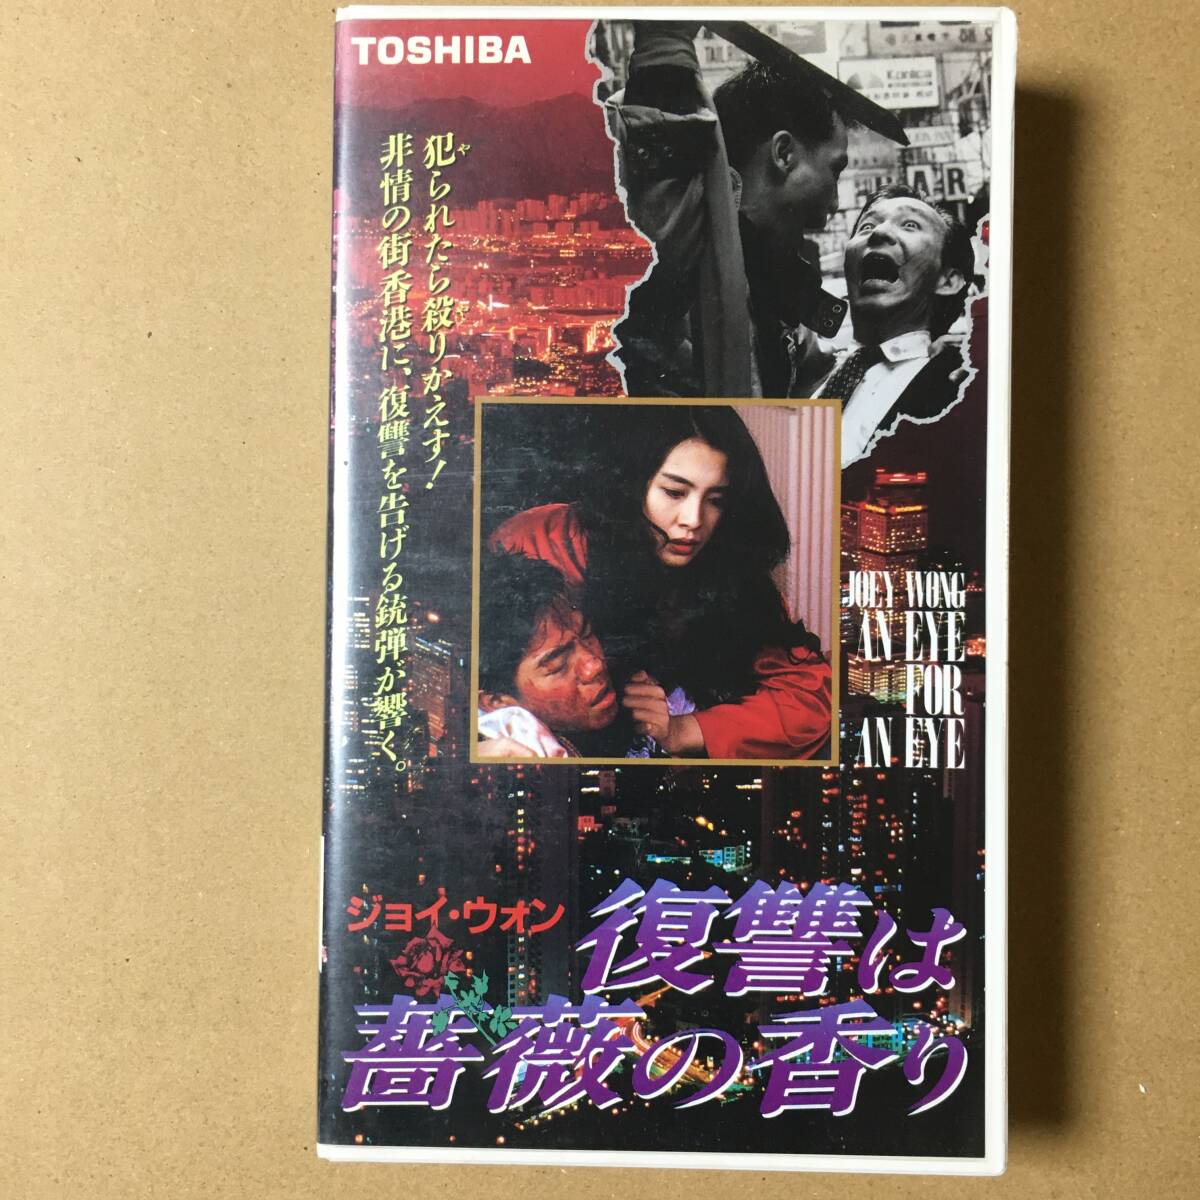 TOSHIBA
犯られたら殺りかえす！
非情の街香港に、復讐を告げる銃弾が響く。
Konica
JOEY WONG
AN EYE
FOR
AN EYE
ジョイ・ウォン
復讐は
薔薇の香り